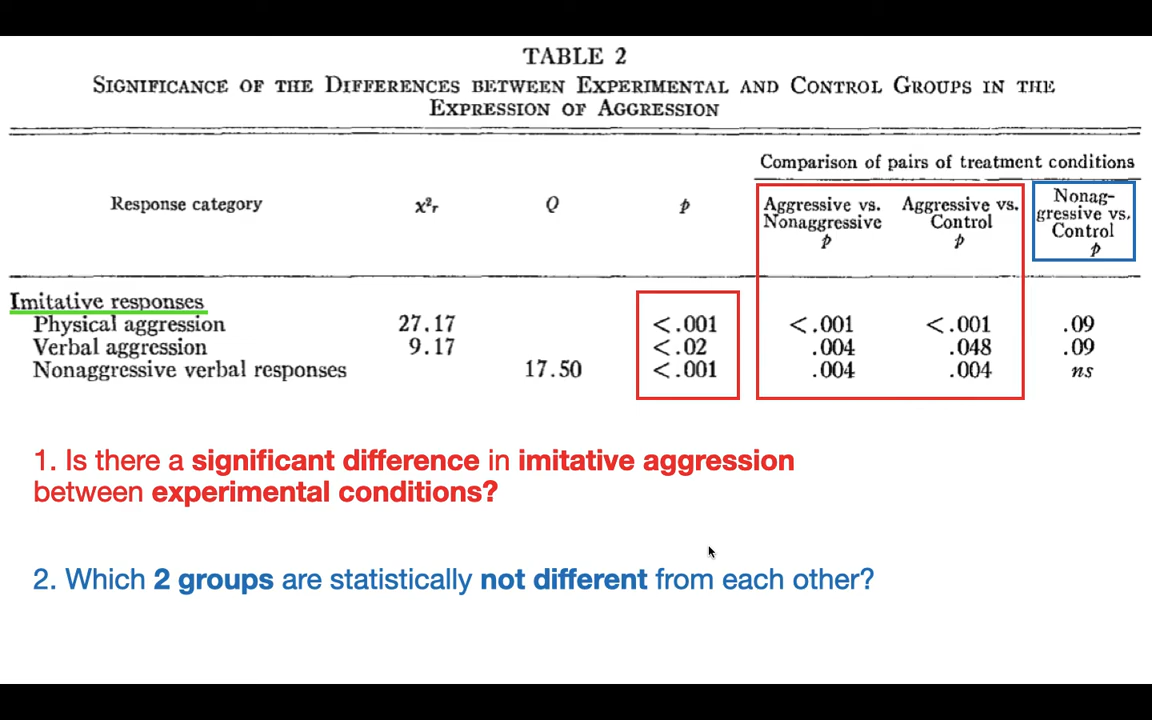 TABLE 2
SIGNIFICANCE OF THE DIFFERENCES BETWEEN EXPERIMENTAL AND CONTROL GROUPS IN THE
EXPRESSION OF AGGRESSION
Comparison of pairs of treatment conditions
Response category χ²r Q p Aggressive vs. Nonaggressive p Aggressive vs. Control p Nonag-gressive vs. Control p
Imitative responses
Physical aggression 27.17 <.001 <.001 <.001 .09
Verbal aggression 9.17 <.02 .004 .048 .09
Nonaggressive verbal responses 17.50 <.001 .004 .004 ns
1. Is there a significant difference in imitative aggression
between experimental conditions?
2. Which 2 groups are statistically not different from each other?